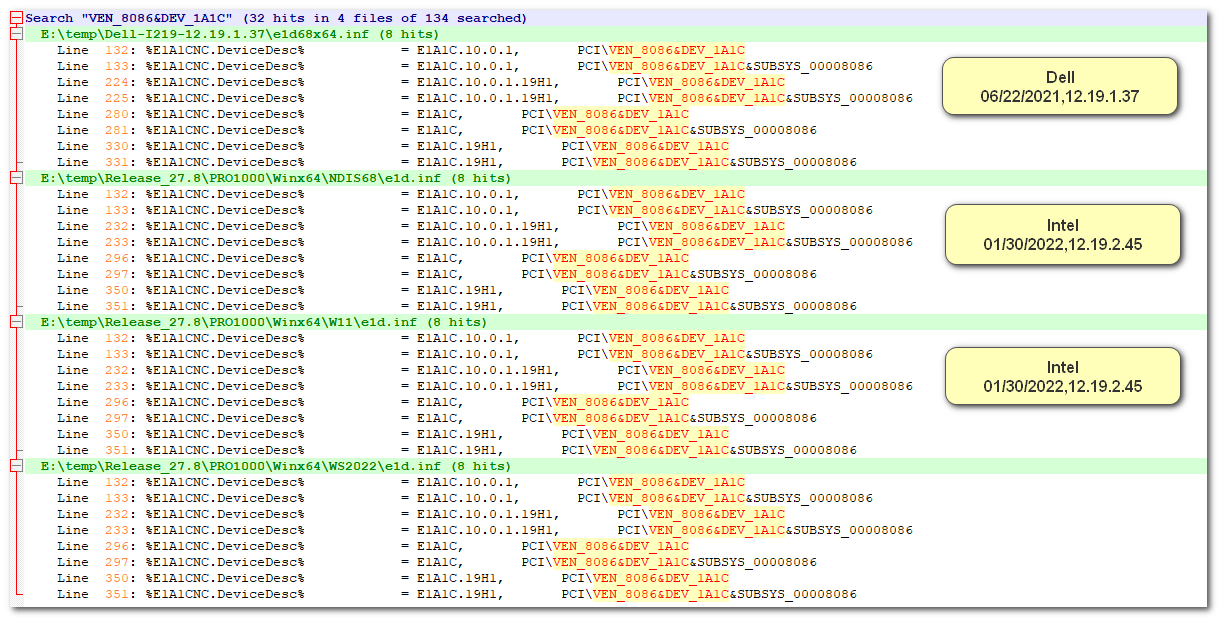 Search "VEN_8086&DEV_1A1C" (32 hits in 4 files of 134 searched)
E:\temp\Dell-I219-12.19.1.37\e1d68x64.inf (8 hits)
Line 132: %E1A1CNC.DeviceDesc% = E1A1C.10.0.1, PCI\VEN_8086&DEV_1A1C
Line 133: %E1A1CNC.DeviceDesc% = E1A1C.10.0.1, PCI\VEN_8086&DEV_1A1C&SUBSYS_00008086
Line 224: %E1A1CNC.DeviceDesc% = E1A1C.10.0.1.19H1, PCI\VEN_8086&DEV_1A1C
Line 225: %E1A1CNC.DeviceDesc% = E1A1C.10.0.1.19H1, PCI\VEN_8086&DEV_1A1C&SUBSYS_00008086
Line 280: %E1A1CNC.DeviceDesc% = E1A1C, PCI\VEN_8086&DEV_1A1C
Line 281: %E1A1CNC.DeviceDesc% = E1A1C, PCI\VEN_8086&DEV_1A1C&SUBSYS_00008086
Line 330: %E1A1CNC.DeviceDesc% = E1A1C.19H1, PCI\VEN_8086&DEV_1A1C
Line 331: %E1A1CNC.DeviceDesc% = E1A1C.19H1, PCI\VEN_8086&DEV_1A1C&SUBSYS_00008086
Dell
06/22/2021,12.19.1.37
E:\temp\Release_27.8\PRO1000\Winx64\NDIS68\e1d.inf (8 hits)
Line 132: %E1A1CNC.DeviceDesc% = E1A1C.10.0.1, PCI\VEN_8086&DEV_1A1C
Line 133: %E1A1CNC.DeviceDesc% = E1A1C.10.0.1, PCI\VEN_8086&DEV_1A1C&SUBSYS_00008086
Line 232: %E1A1CNC.DeviceDesc% = E1A1C.10.0.1.19H1, PCI\VEN_8086&DEV_1A1C
Line 233: %E1A1CNC.DeviceDesc% = E1A1C.10.0.1.19H1, PCI\VEN_8086&DEV_1A1C&SUBSYS_00008086
Line 296: %E1A1CNC.DeviceDesc% = E1A1C, PCI\VEN_8086&DEV_1A1C
Line 297: %E1A1CNC.DeviceDesc% = E1A1C, PCI\VEN_8086&DEV_1A1C&SUBSYS_00008086
Line 350: %E1A1CNC.DeviceDesc% = E1A1C.19H1, PCI\VEN_8086&DEV_1A1C
Line 351: %E1A1CNC.DeviceDesc% = E1A1C.19H1, PCI\VEN_8086&DEV_1A1C&SUBSYS_00008086
Intel
01/30/2022,12.19.2.45
E:\temp\Release_27.8\PRO1000\Winx64\W11\e1d.inf (8 hits)
Line 132: %E1A1CNC.DeviceDesc% = E1A1C.10.0.1, PCI\VEN_8086&DEV_1A1C
Line 133: %E1A1CNC.DeviceDesc% = E1A1C.10.0.1, PCI\VEN_8086&DEV_1A1C&SUBSYS_00008086
Line 232: %E1A1CNC.DeviceDesc% = E1A1C.10.0.1.19H1, PCI\VEN_8086&DEV_1A1C
Line 233: %E1A1CNC.DeviceDesc% = E1A1C.10.0.1.19H1, PCI\VEN_8086&DEV_1A1C&SUBSYS_00008086
Line 296: %E1A1CNC.DeviceDesc% = E1A1C, PCI\VEN_8086&DEV_1A1C
Line 297: %E1A1CNC.DeviceDesc% = E1A1C, PCI\VEN_8086&DEV_1A1C&SUBSYS_00008086
Line 350: %E1A1CNC.DeviceDesc% = E1A1C.19H1, PCI\VEN_8086&DEV_1A1C
Line 351: %E1A1CNC.DeviceDesc% = E1A1C.19H1, PCI\VEN_8086&DEV_1A1C&SUBSYS_00008086
Intel
01/30/2022,12.19.2.45
E:\temp\Release_27.8\PRO1000\Winx64\WS2022\e1d.inf (8 hits)
Line 132: %E1A1CNC.DeviceDesc% = E1A1C.10.0.1, PCI\VEN_8086&DEV_1A1C
Line 133: %E1A1CNC.DeviceDesc% = E1A1C.10.0.1, PCI\VEN_8086&DEV_1A1C&SUBSYS_00008086
Line 232: %E1A1CNC.DeviceDesc% = E1A1C.10.0.1.19H1, PCI\VEN_8086&DEV_1A1C
Line 233: %E1A1CNC.DeviceDesc% = E1A1C.10.0.1.19H1, PCI\VEN_8086&DEV_1A1C&SUBSYS_00008086
Line 296: %E1A1CNC.DeviceDesc% = E1A1C, PCI\VEN_8086&DEV_1A1C
Line 297: %E1A1CNC.DeviceDesc% = E1A1C, PCI\VEN_8086&DEV_1A1C&SUBSYS_00008086
Line 350: %E1A1CNC.DeviceDesc% = E1A1C.19H1, PCI\VEN_8086&DEV_1A1C
Line 351: %E1A1CNC.DeviceDesc% = E1A1C.19H1, PCI\VEN_8086&DEV_1A1C&SUBSYS_00008086